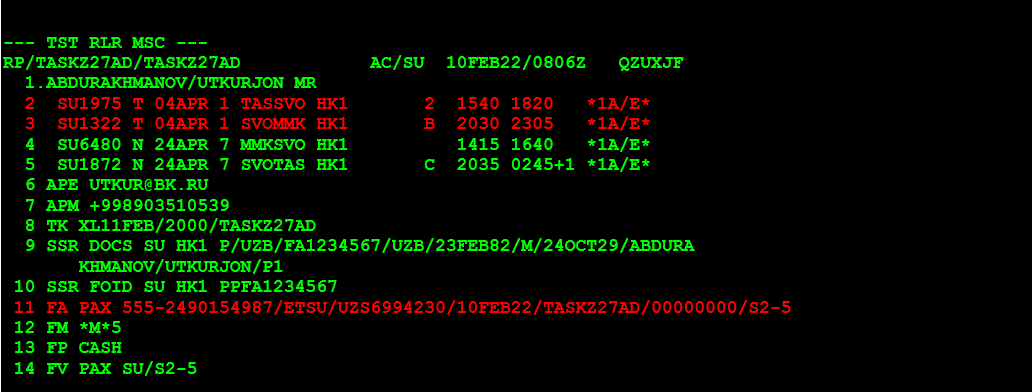 --- TST RLR MSC ---
RP/TASKZ27AD/TASKZ27AD            AC/SU  10FEB22/0806Z   QZUXJF
  1.ABDURAKHMANOV/UTKURJON MR
  2  SU1975 T 04APR 1 TASSVO HK1       2  1540 1820   *1A/E*
  3  SU1322 T 04APR 1 SVOMMK HK1       B  2030 2305   *1A/E*
  4  SU6480 N 24APR 7 MMKSVO HK1          1415 1640   *1A/E*
  5  SU1872 N 24APR 7 SVOTAS HK1       C  2035 0245+1 *1A/E*
  6 APE UTKUR@BK.RU
  7 APM +998903510539
  8 TK XL11FEB/2000/TASKZ27AD
  9 SSR DOCS SU HK1 P/UZB/FA1234567/UZB/23FEB82/M/24OCT29/ABDURA
       KHMANOV/UTKURJON/P1
 10 SSR FOID SU HK1 PPFA1234567
 11 FA PAX 555-2490154987/ETSU/UZS6994230/10FEB22/TASKZ27AD/00000000/S2-5
 12 FM *M*5
 13 FP CASH
 14 FV PAX SU/S2-5